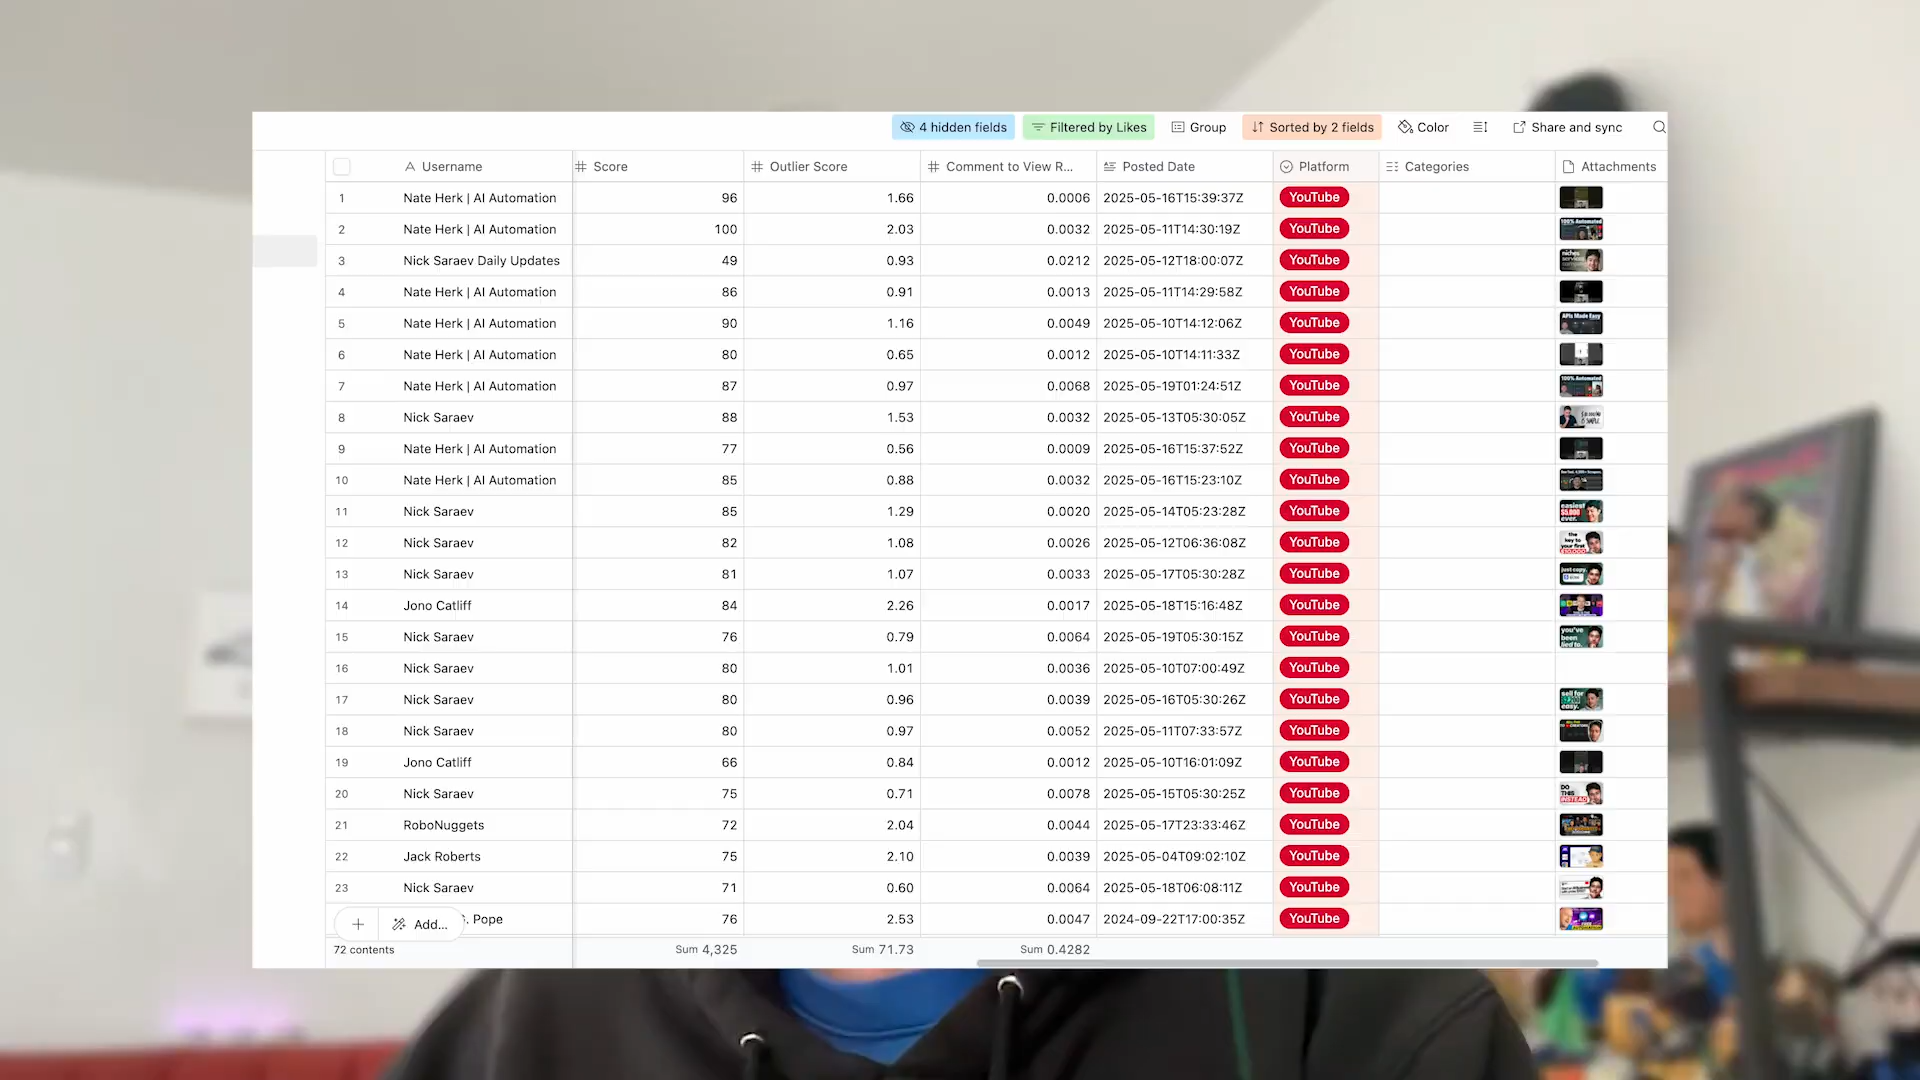 4 hidden fields Filtered by Likes Group Sorted by 2 fields Color Share and sync
Username Score Outlier Score Comment to View R... Posted Date Platform Categories Attachments
1 Nate Herk | AI Automation 96 1.66 0.0006 2025-05-16T15:39:37Z YouTube
2 Nate Herk | AI Automation 100 2.03 0.0032 2025-05-11T14:30:19Z YouTube
3 Nick Saraev Daily Updates 49 0.93 0.0212 2025-05-12T18:00:07Z YouTube
4 Nate Herk | AI Automation 86 0.91 0.0013 2025-05-11T14:29:58Z YouTube
5 Nate Herk | AI Automation 90 1.16 0.0049 2025-05-10T14:12:06Z YouTube
6 Nate Herk | AI Automation 80 0.65 0.0012 2025-05-10T14:11:33Z YouTube
7 Nate Herk | AI Automation 87 0.97 0.0068 2025-05-19T01:24:51Z YouTube
8 Nick Saraev 88 1.53 0.0032 2025-05-13T05:30:05Z YouTube
9 Nate Herk | AI Automation 77 0.56 0.0009 2025-05-16T15:37:52Z YouTube
10 Nate Herk | AI Automation 85 0.88 0.0032 2025-05-16T15:23:10Z YouTube
11 Nick Saraev 85 1.29 0.0020 2025-05-14T05:23:28Z YouTube
12 Nick Saraev 82 1.08 0.0026 2025-05-12T06:36:08Z YouTube
13 Nick Saraev 81 1.07 0.0033 2025-05-17T05:30:28Z YouTube
14 Jono Catliff 84 2.26 0.0017 2025-05-18T15:16:48Z YouTube
15 Nick Saraev 76 0.79 0.0064 2025-05-19T05:30:15Z YouTube
16 Nick Saraev 80 1.01 0.0036 2025-05-10T07:00:49Z YouTube
17 Nick Saraev 80 0.96 0.0039 2025-05-16T05:30:26Z YouTube
18 Nick Saraev 80 0.97 0.0052 2025-05-11T07:33:57Z YouTube
19 Jono Catliff 66 0.84 0.0012 2025-05-10T16:01:09Z YouTube
20 Nick Saraev 75 0.71 0.0078 2025-05-15T05:30:25Z YouTube
21 RoboNuggets 72 2.04 0.0044 2025-05-17T23:33:46Z YouTube
22 Jack Roberts 75 2.10 0.0039 2025-05-04T09:02:10Z YouTube
23 Nick Saraev 71 0.60 0.0064 2025-05-18T06:08:11Z YouTube
Add... Pope 76 2.53 0.0047 2024-09-22T17:00:35Z YouTube
72 contents Sum 4,325 Sum 71.73 Sum 0.4282